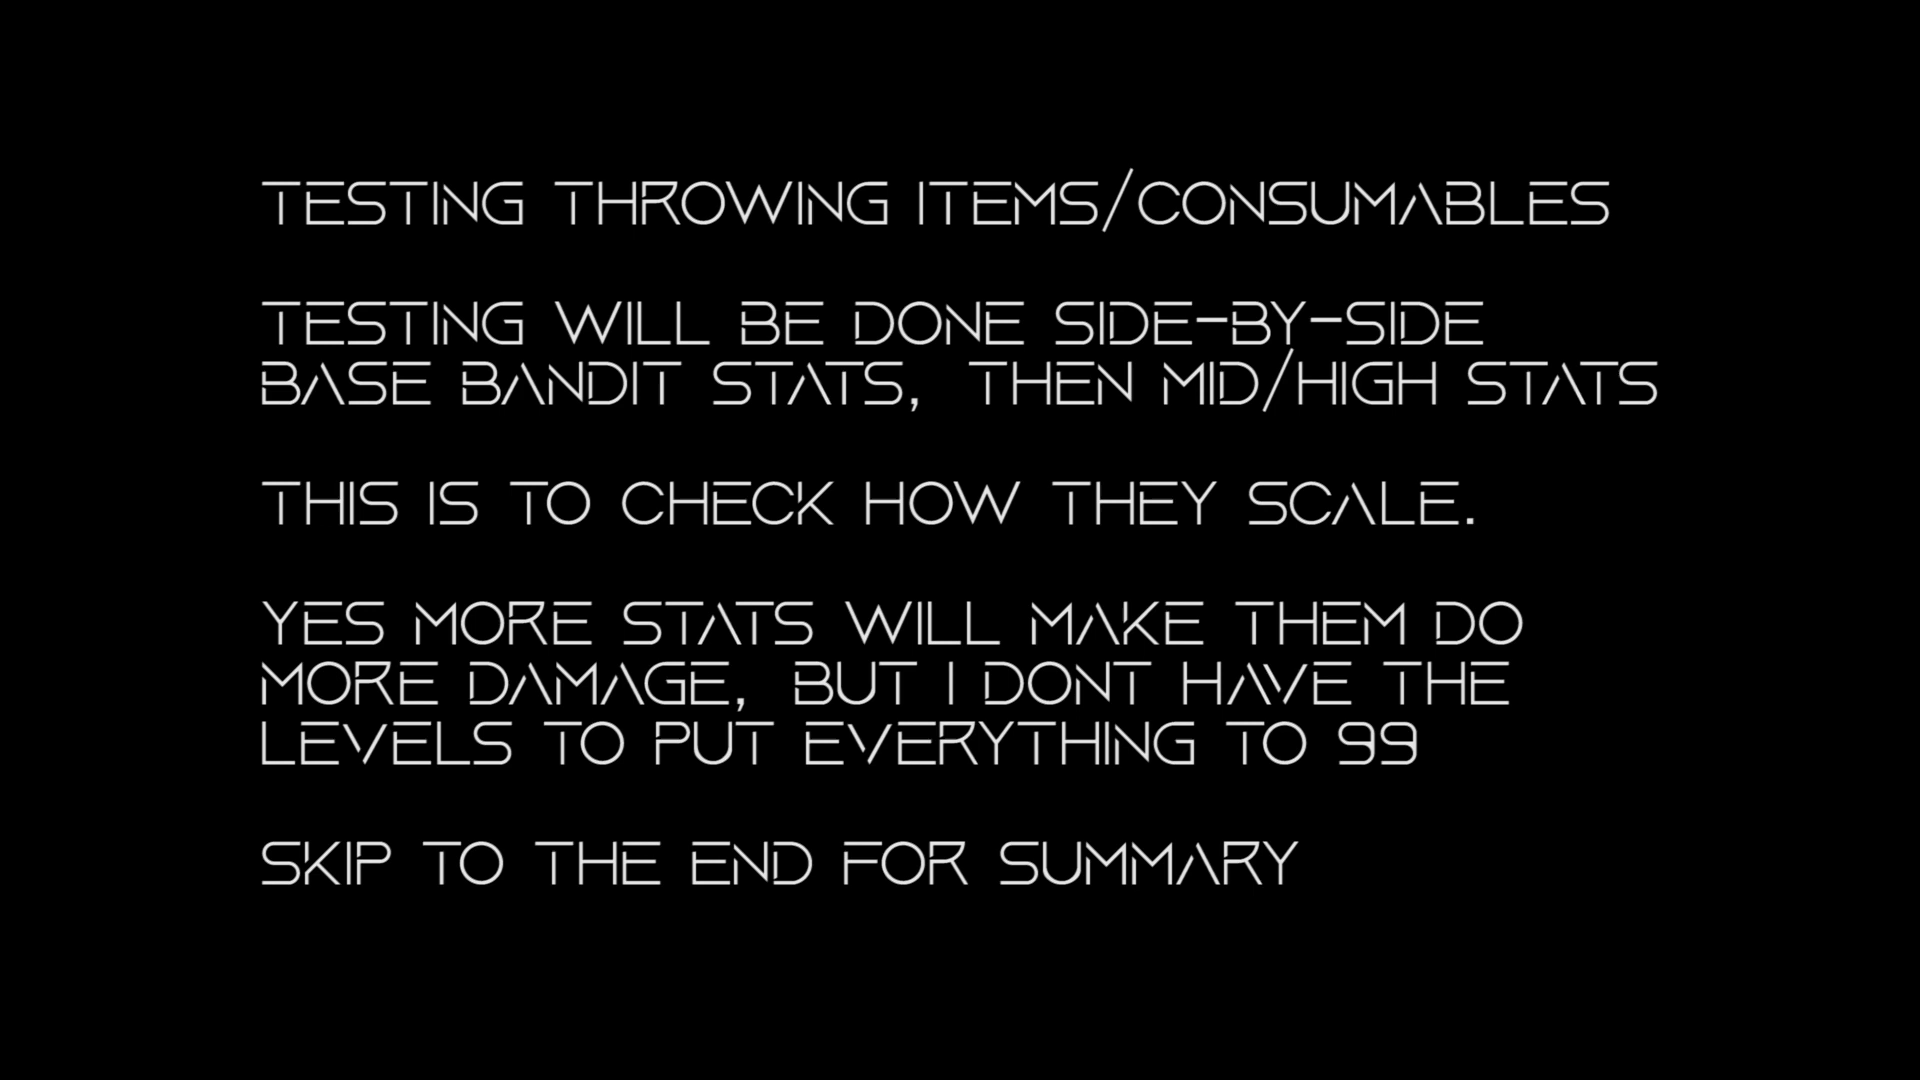 TESTING THROWING ITEMS/CONSUMABLES
TESTING WILL BE DONE SIDE-BY-SIDE
BASE BANDIT STATS, THEN MID/HIGH STATS
THIS IS TO CHECK HOW THEY SCALE.
YES MORE STATS WILL MAKE THEM DO
MORE DAMAGE, BUT I DONT HAVE THE
LEVELS TO PUT EVERYTHING TO 99
SKIP TO THE END FOR SUMMARY